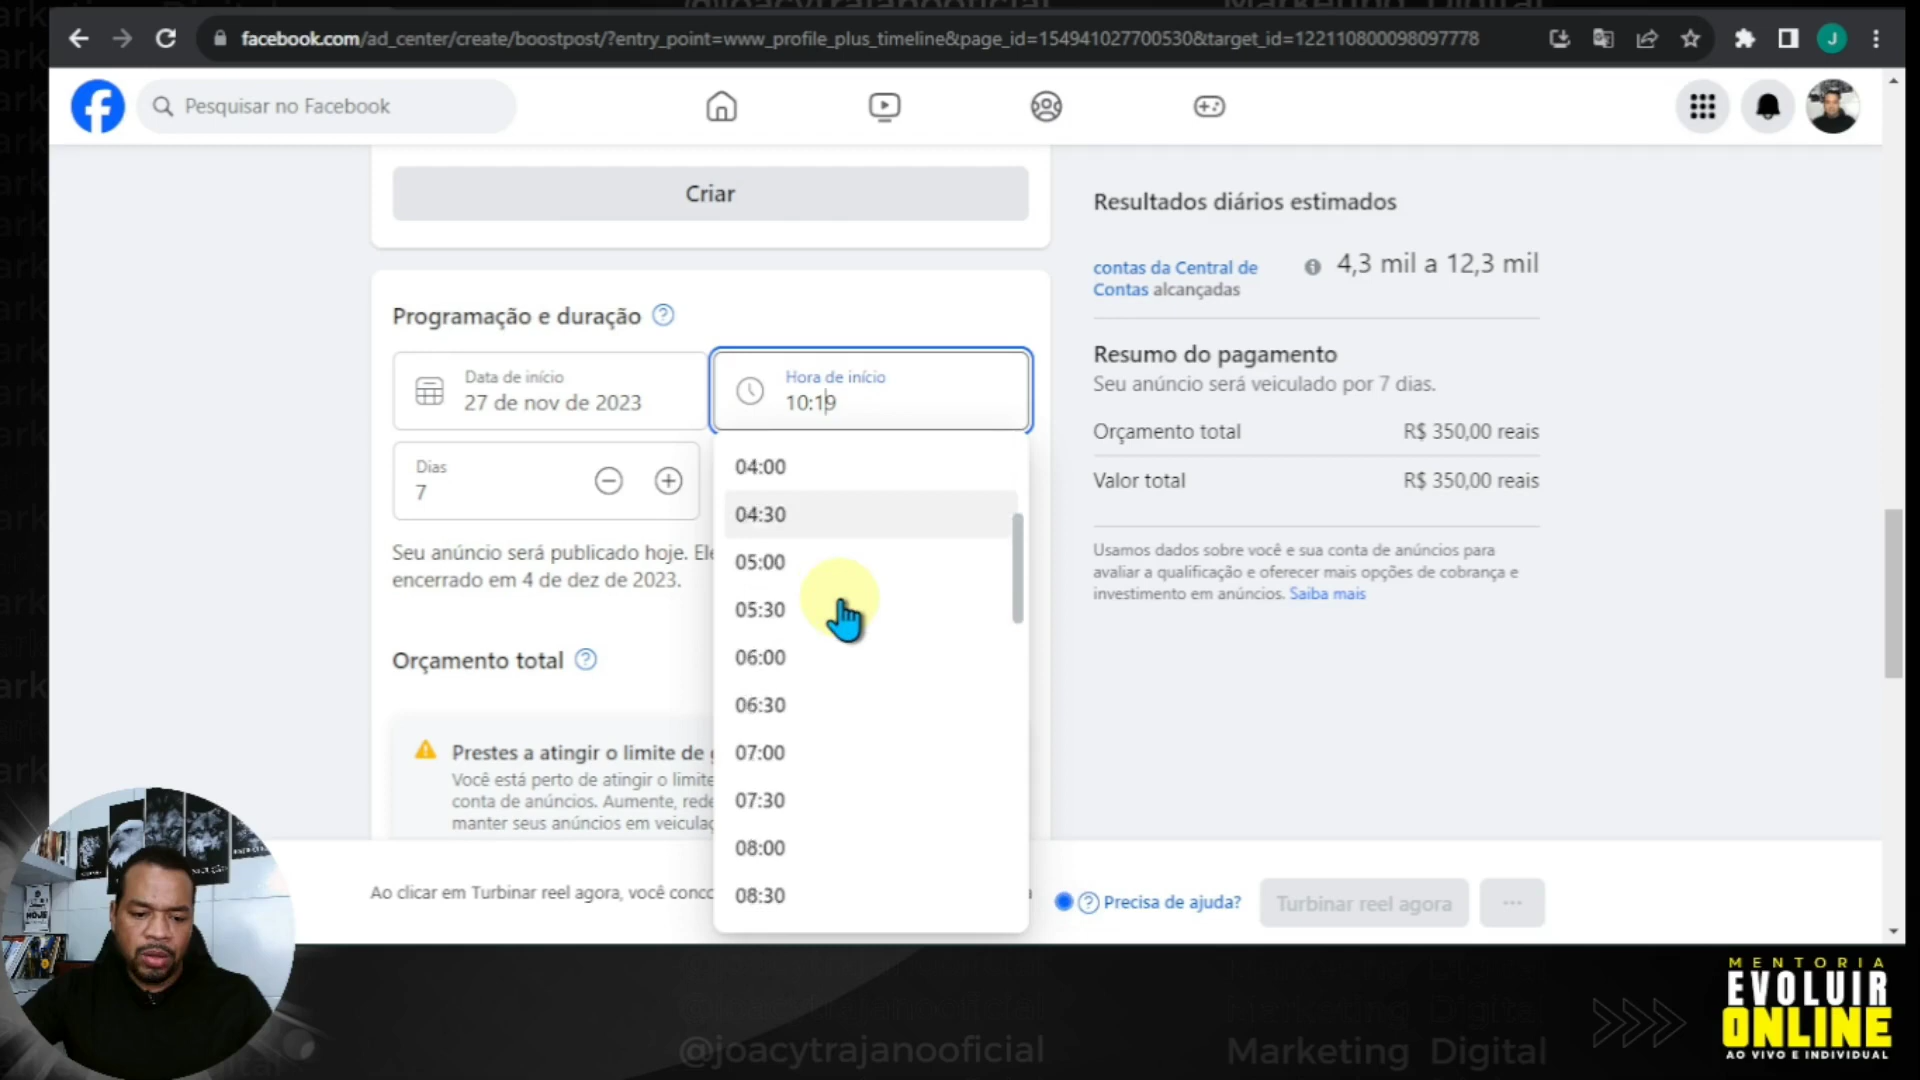 facebook.com/ad_center/create/boostpost/?entry_point=www_profile_plus_timeline&page_id=154941027700530&target_id=122110800098097778
J
Pesquisar no Facebook
Criar
Programação e duração
Data de início
27 de nov de 2023
Hora de início
10:19
Dias
7
04:00
04:30
05:00
05:30
06:00
06:30
07:00
07:30
08:00
08:30
Seu anúncio será publicado hoje. Ele
encerrado em 4 de dez de 2023.
Orçamento total
Prestes a atingir o limite de
Você está perto de atingir o limite
conta de anúncios. Aumente,
manter seus anúncios em
Ao clicar em Turbinar reel agora, você
Precisa de ajuda?
Turbinar reel agora
...
Resultados diários estimados
contas da Central de
Contas alcançadas
4,3 mil a 12,3 mil
Resumo do pagamento
Seu anúncio será veiculado por 7 dias.
Orçamento total R$ 350,00 reais
Valor total R$ 350,00 reais
Usamos dados sobre você e sua conta de anúncios para
avaliar a qualificação e oferecer mais opções de cobrança e
investimento em anúncios. Saiba mais
@joacytrajanooficial
Marketing Digital
@joacytrajanooficial
Marketing Digital
MENTORIA
EVOLUIR
ONLINE
AO VIVO E INDIVIDUAL